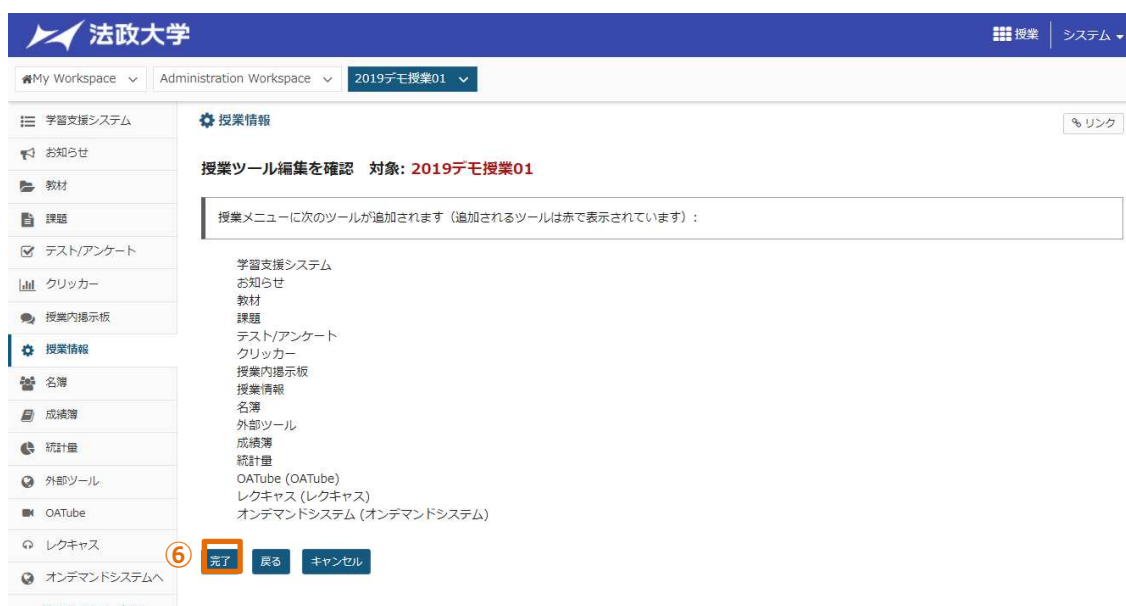 法政大学
授業
システム
My Workspace
Administration Workspace
2019デモ授業01
学習支援システム
お知らせ
教材
課題
テスト/アンケート
クリッカー
授業内掲示板
授業情報
名簿
成績簿
統計量
外部ツール
OATube
レクキャス
オンデマンドシステムへ
授業情報
リンク
授業ツール編集を確認 対象: 2019デモ授業01
授業メニューに次のツールが追加されます（追加されるツールは赤で表示されています）:
学習支援システム
お知らせ
教材
課題
テスト/アンケート
クリッカー
授業内掲示板
授業情報
名簿
外部ツール
成績簿
統計量
OATube (OATube)
レクキャス (レクキャス)
オンデマンドシステム (オンデマンドシステム)
⑥ 完了 戻る キャンセル